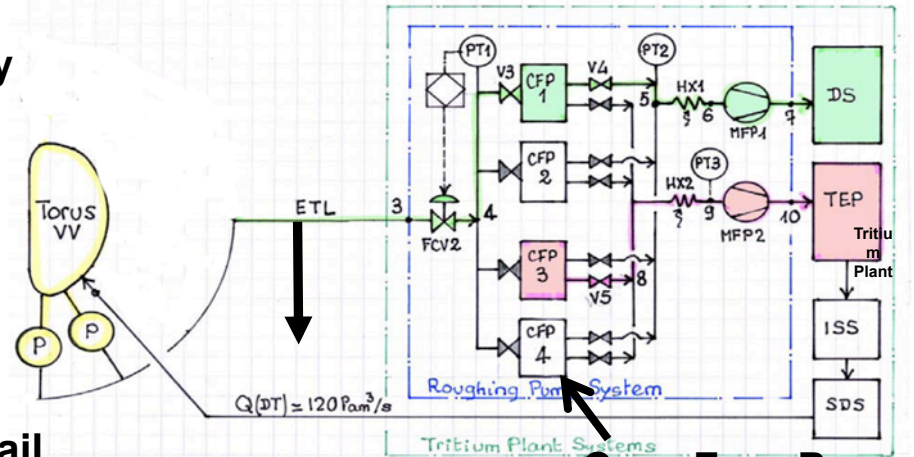 y
PT1
PT2
V3
CFP
1
V4
5
HX1
6
MFP1
7
DS
CFP
2
Torus
VV
ETL
3
FCV2
4
HX2
PT3
9
MFP2
10
TEP
Tritiu
m
Plant
CFP
3
V5
8
P
P
CFP
4
ISS
Roughing Pump System
Q(DT) ≃ 120 Pam³/s
SDS
Tritium Plant Systems
ail